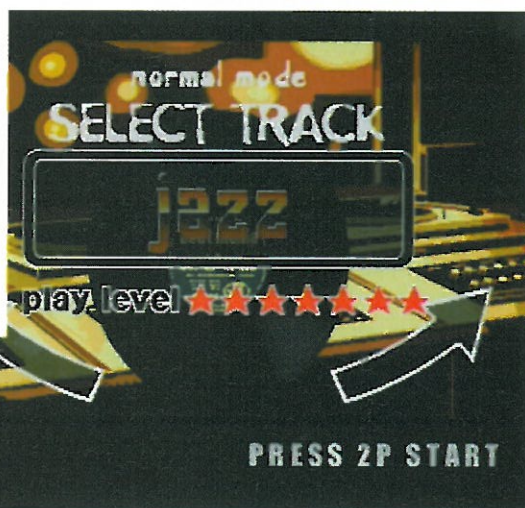 normal mode
SELECT TRACK
jazz
play level ★★★★★★★
PRESS 2P START